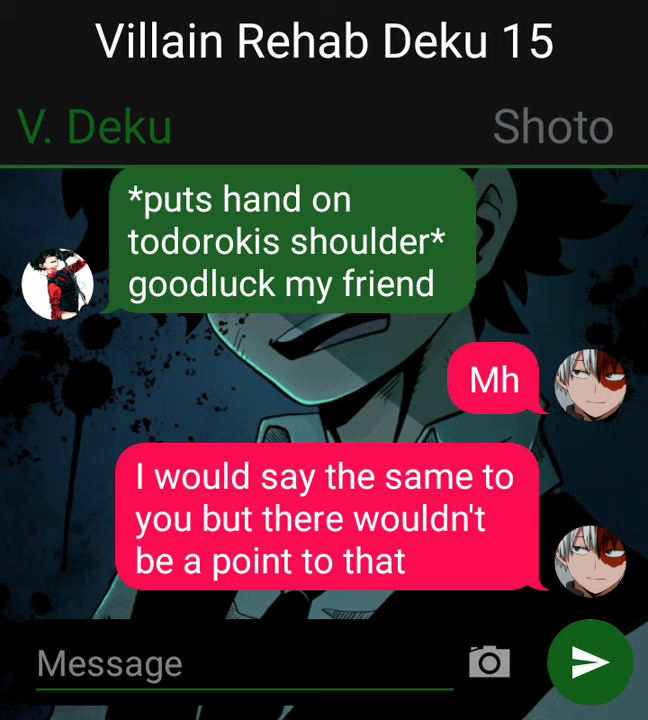 Villain Rehab Deku 15
V. Deku
Shoto
*puts hand on
todorokis shoulder*
goodluck my friend
Mh
I would say the same to
you but there wouldn't
be a point to that
Message